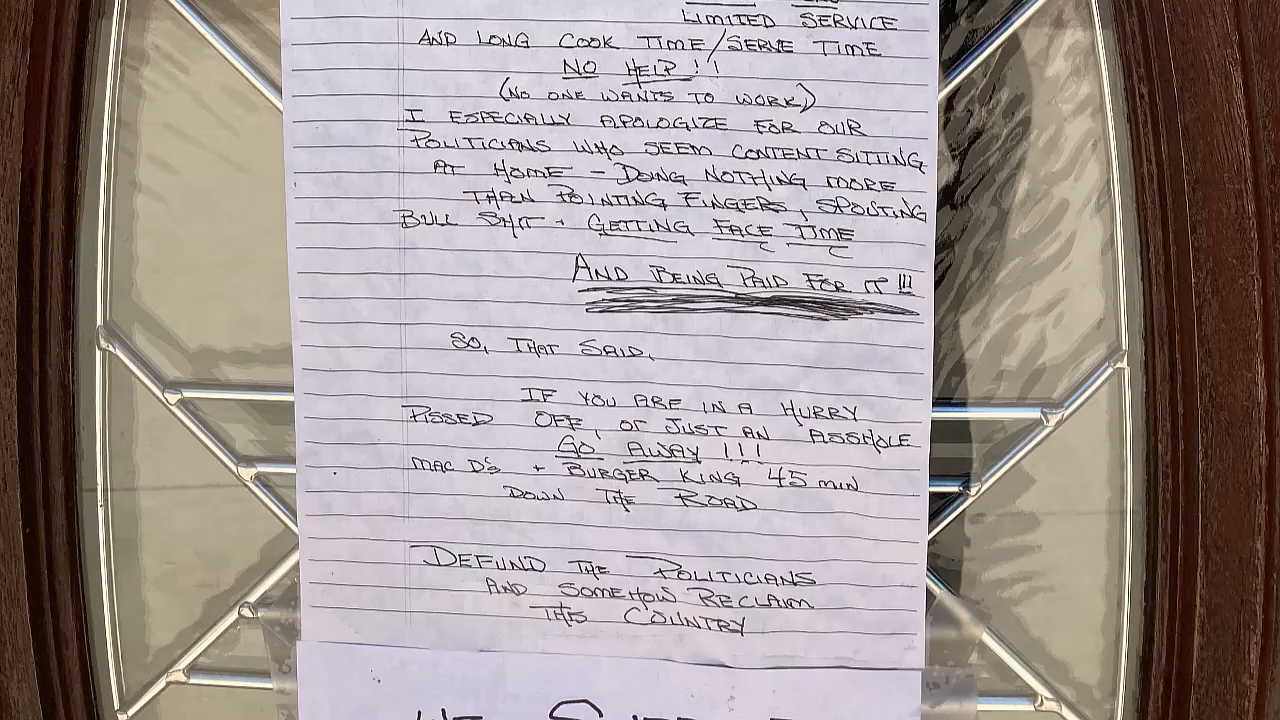 LIMITED SERVICE
AND LONG COOK TIME/SERVE TIME
NO HELP!!
(NO ONE WANTS TO WORK)
I ESPECIALLY APOLOGIZE FOR OUR
POLITICIANS WHO SEEM CONTENT SITTING
AT HOME - DOING NOTHING MORE
THAN POINTING FINGERS, SPOUTING
BULL SHIT + GETTING FACE TIME
AND BEING PAID FOR IT!!!
SO, THAT SAID,
IF YOU ARE IN A HURRY
PISSED OFF, OR JUST AN ASSHOLE
GO AWAY!!!
MAC D'S + BURGER KING 45 MIN
DOWN THE ROAD
DEFUND THE POLITICIANS
AND SOMEHOW RECLAIM
THIS COUNTRY